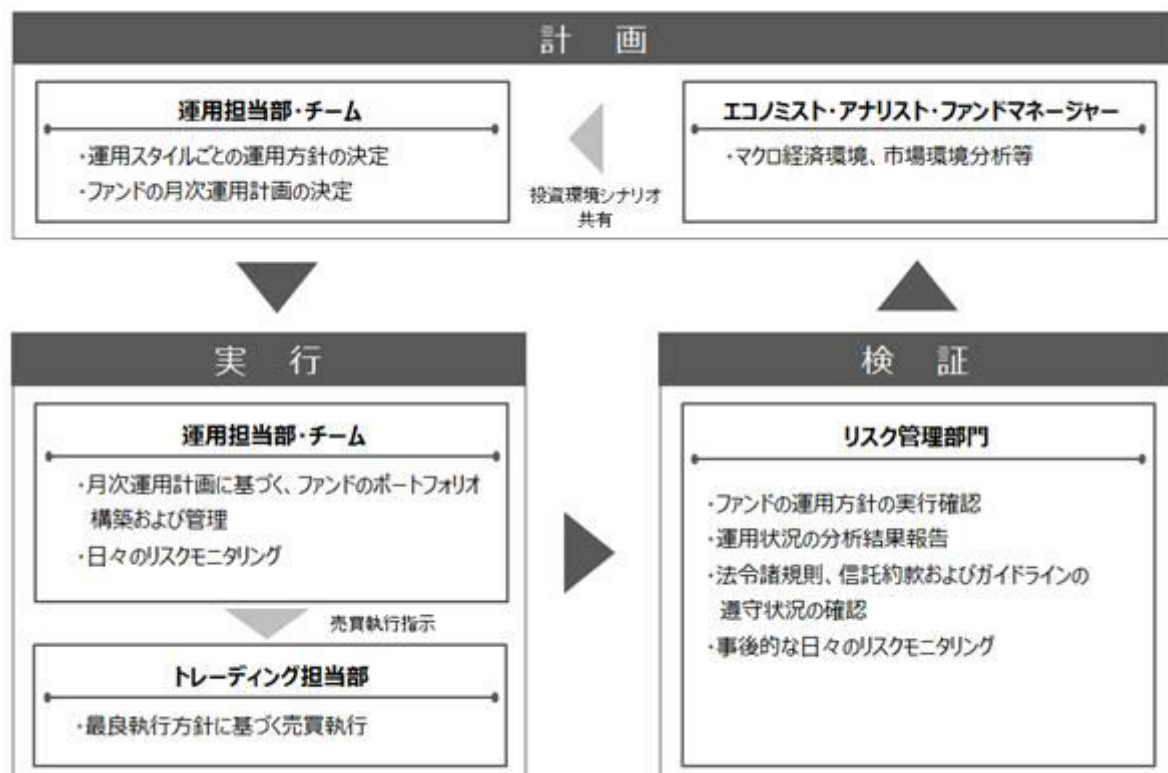 計 画
運用担当部・チーム
・運用スタイルごとの運用方針の決定
・ファンドの月次運用計画の決定
投資環境シナリオ
共有
エコノミスト・アナリスト・ファンドマネージャー
・マクロ経済環境、市場環境分析等
実 行
運用担当部・チーム
・月次運用計画に基づく、ファンドのポートフォリオ
構築および管理
・日々のリスクモニタリング
売買執行指示
トレーディング担当部
・最良執行方針に基づく売買執行
検 証
リスク管理部門
・ファンドの運用方針の実行確認
・運用状況の分析結果報告
・法令諸規則、信託約款およびガイドラインの
遵守状況の確認
・事後的な日々のリスクモニタリング